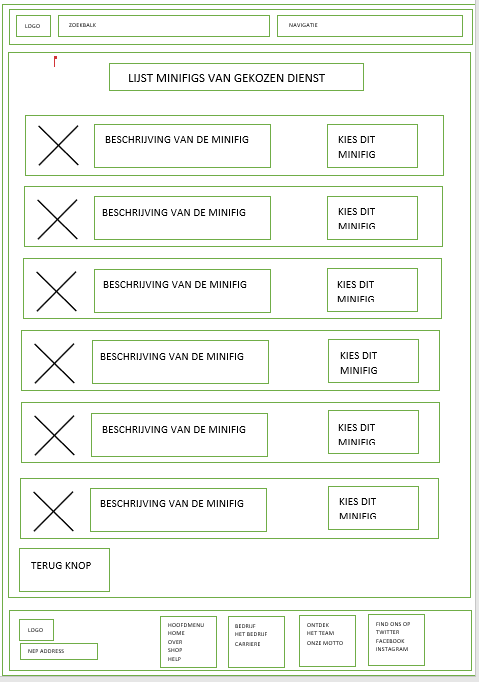 LOGO
ZOEKBALK
NAVIGATIE
LIJST MINIFIGS VAN GEKOZEN DIENST
BESCHRIJVING VAN DE MINIFIG
KIES DIT
MINIFIG
BESCHRIJVING VAN DE MINIFIG
KIES DIT
MINIFIG
BESCHRIJVING VAN DE MINIFIG
KIES DIT
MINIFIG
BESCHRIJVING VAN DE MINIFIG
KIES DIT
MINIFIG
BESCHRIJVING VAN DE MINIFIG
KIES DIT
MINIFIG
BESCHRIJVING VAN DE MINIFIG
KIES DIT
MINIFIG
TERUG KNOP
LOGO
NEP ADDRESS
HOOFDMENU
HOME
OVER
SHOP
HELP
BEDRIJF
HET BEDRIJF
CARRIERE
ONTDEK
HET TEAM
ONZE MOTTO
FIND ONS OP
TWITTER
FACEBOOK
INSTAGRAM